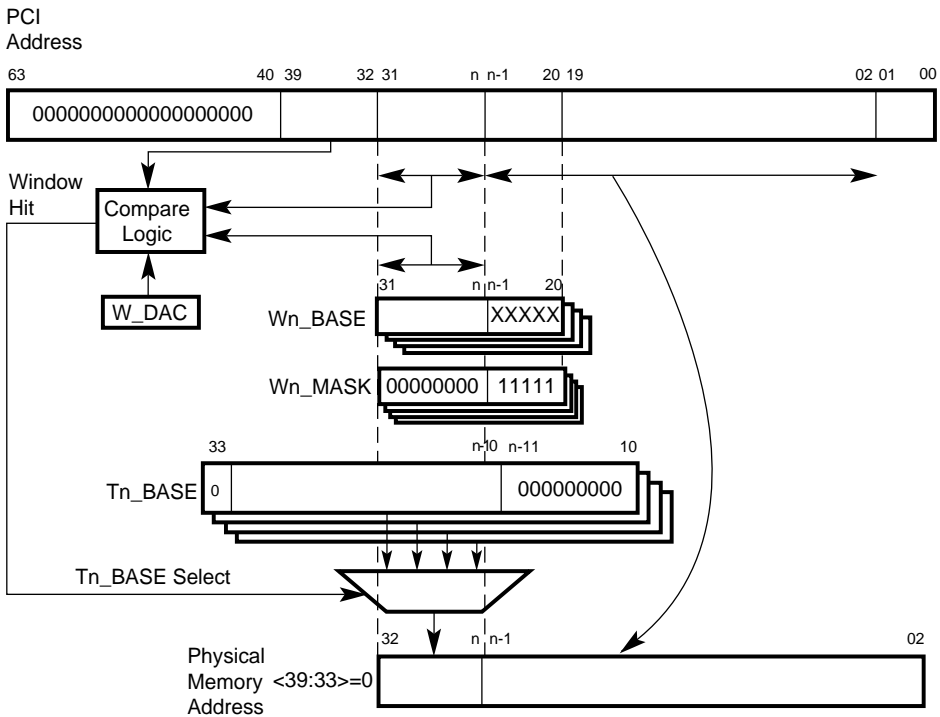 PCI
Address
63 40 39 32 31 n n-1 20 19 02 01 00
00000000000000000000
Window
Hit
Compare
Logic
W_DAC
31 n n-1 20
Wn_BASE XXXXX
Wn_MASK 00000000 11111
33 n-10 n-11 10
Tn_BASE 0 000000000
Tn_BASE Select
32 n n-1 02
Physical
Memory <39:33>=0
Address